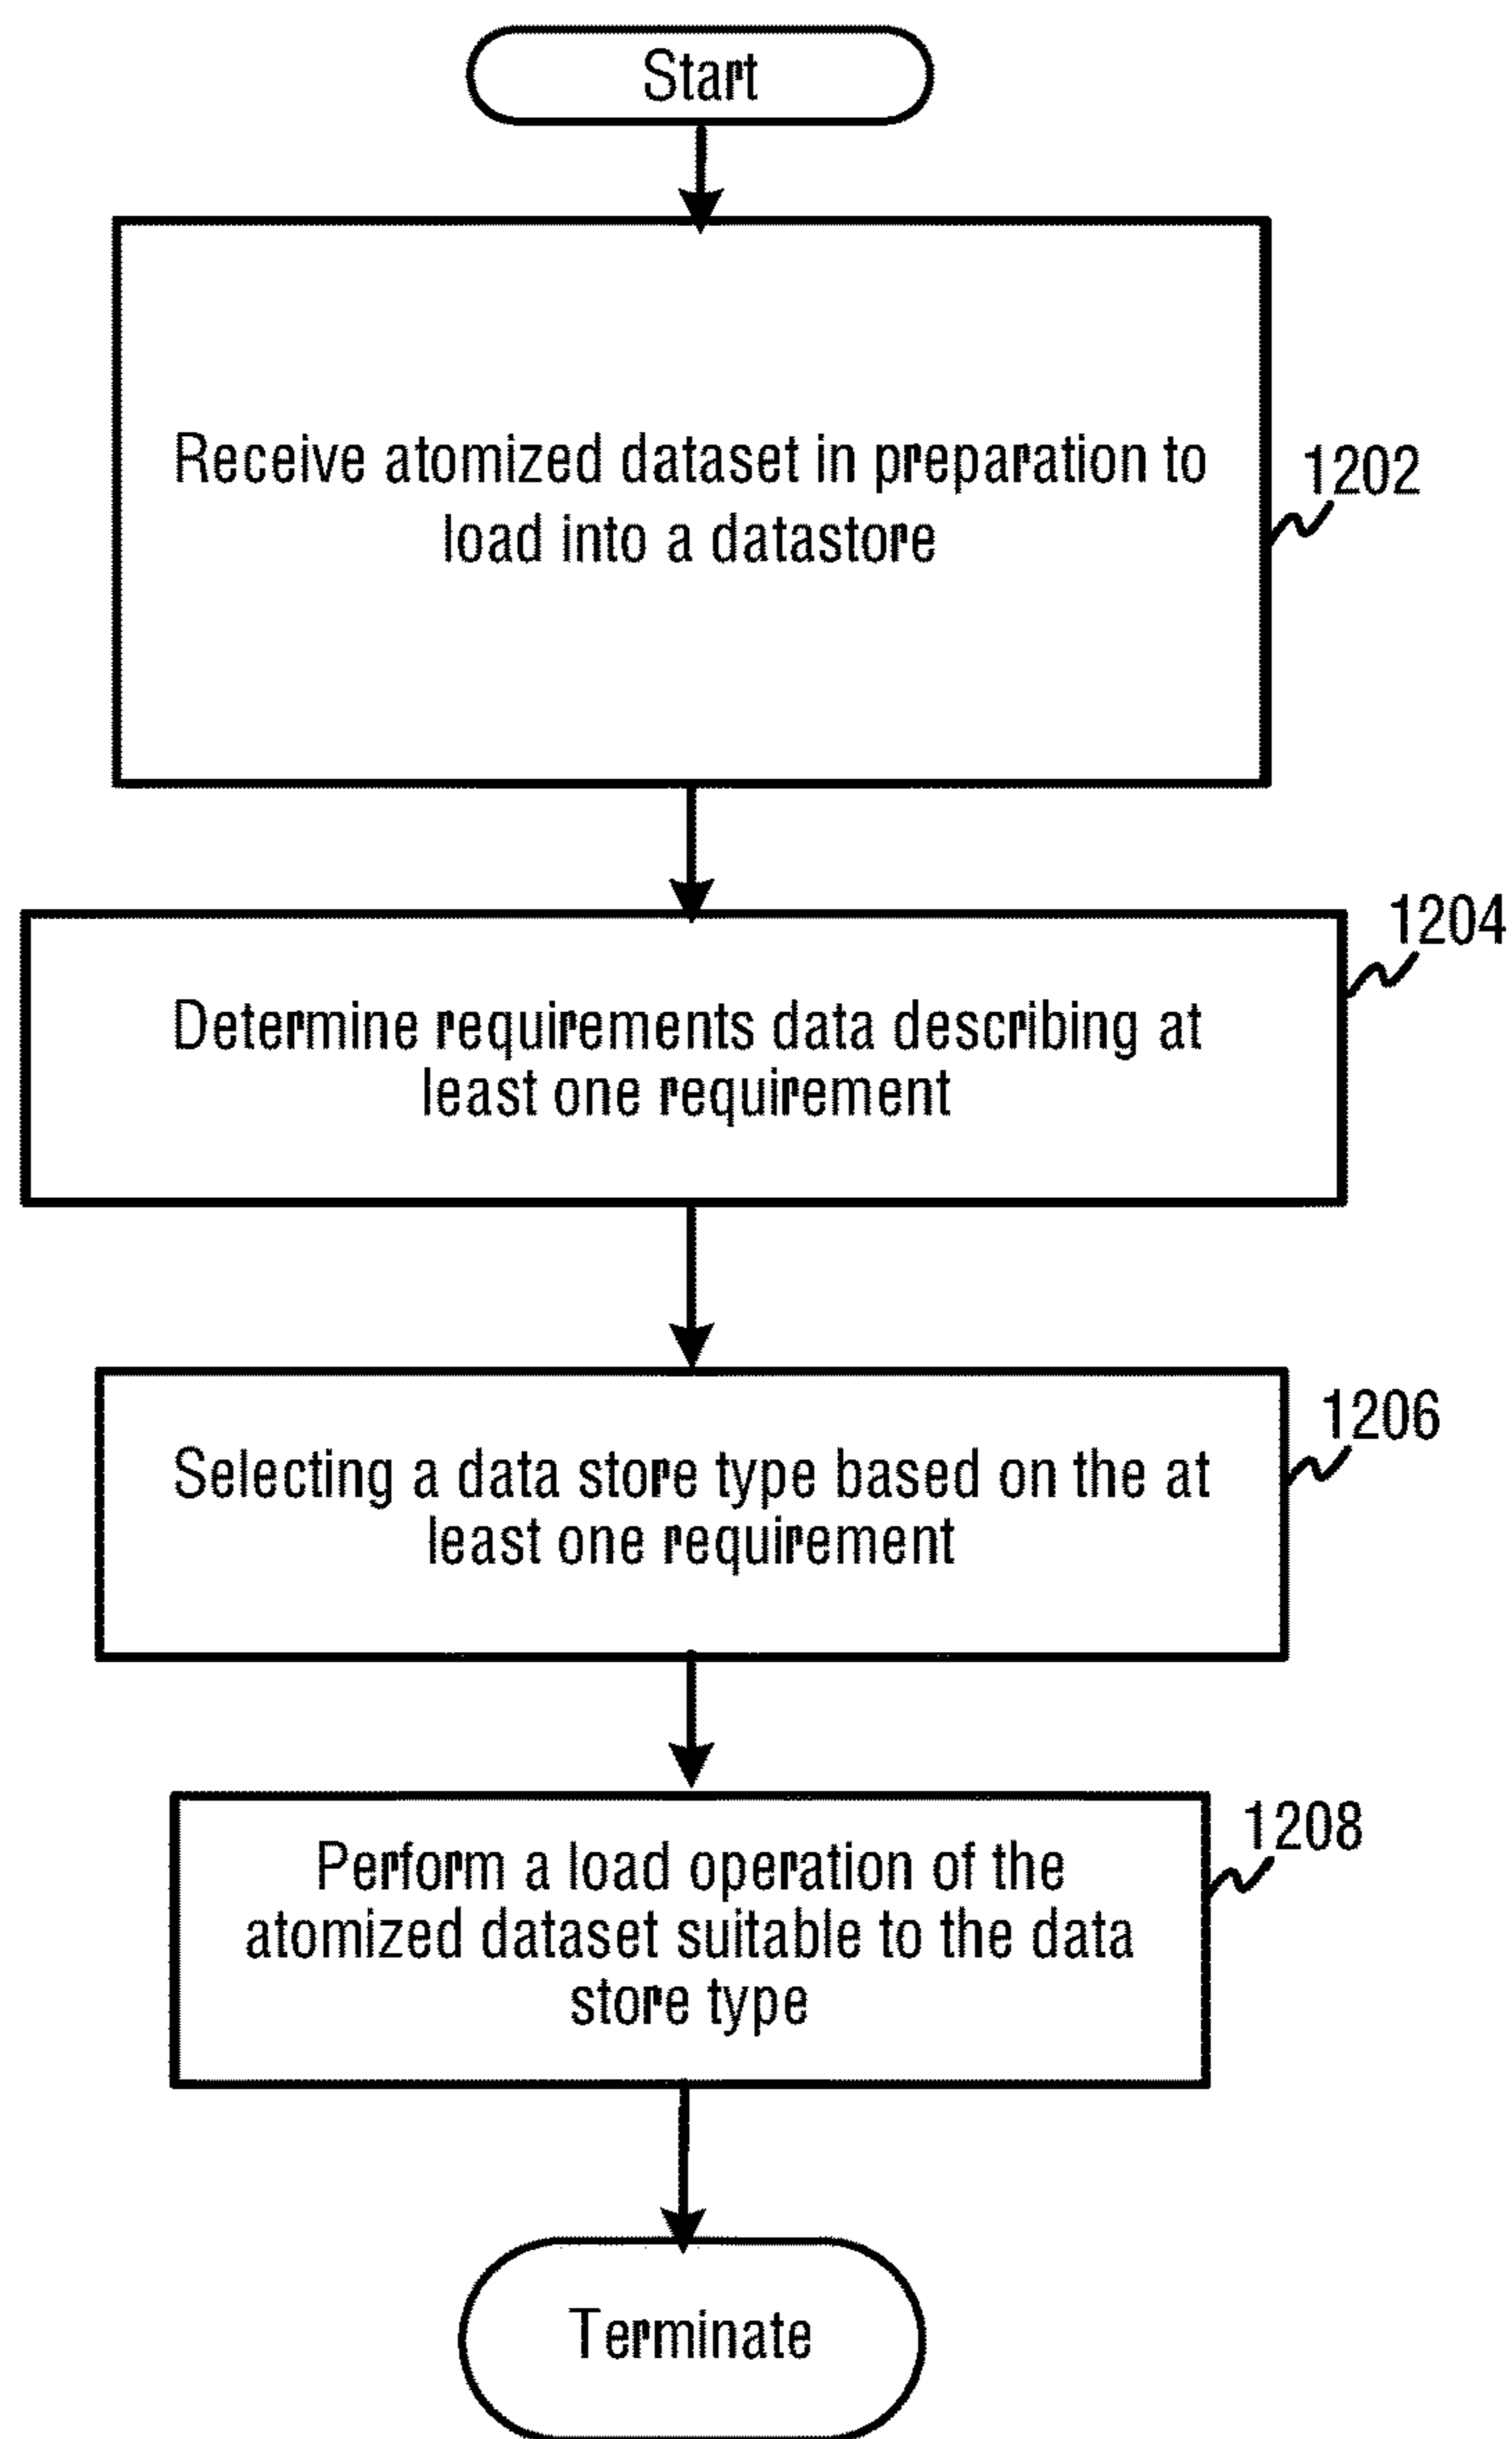 Start
Receive atomized dataset in preparation to
load into a datastore
1202
1204
Determine requirements data describing at
least one requirement
1206
Selecting a data store type based on the at
least one requirement
1208
Perform a load operation of the
atomized dataset suitable to the data
store type
Terminate